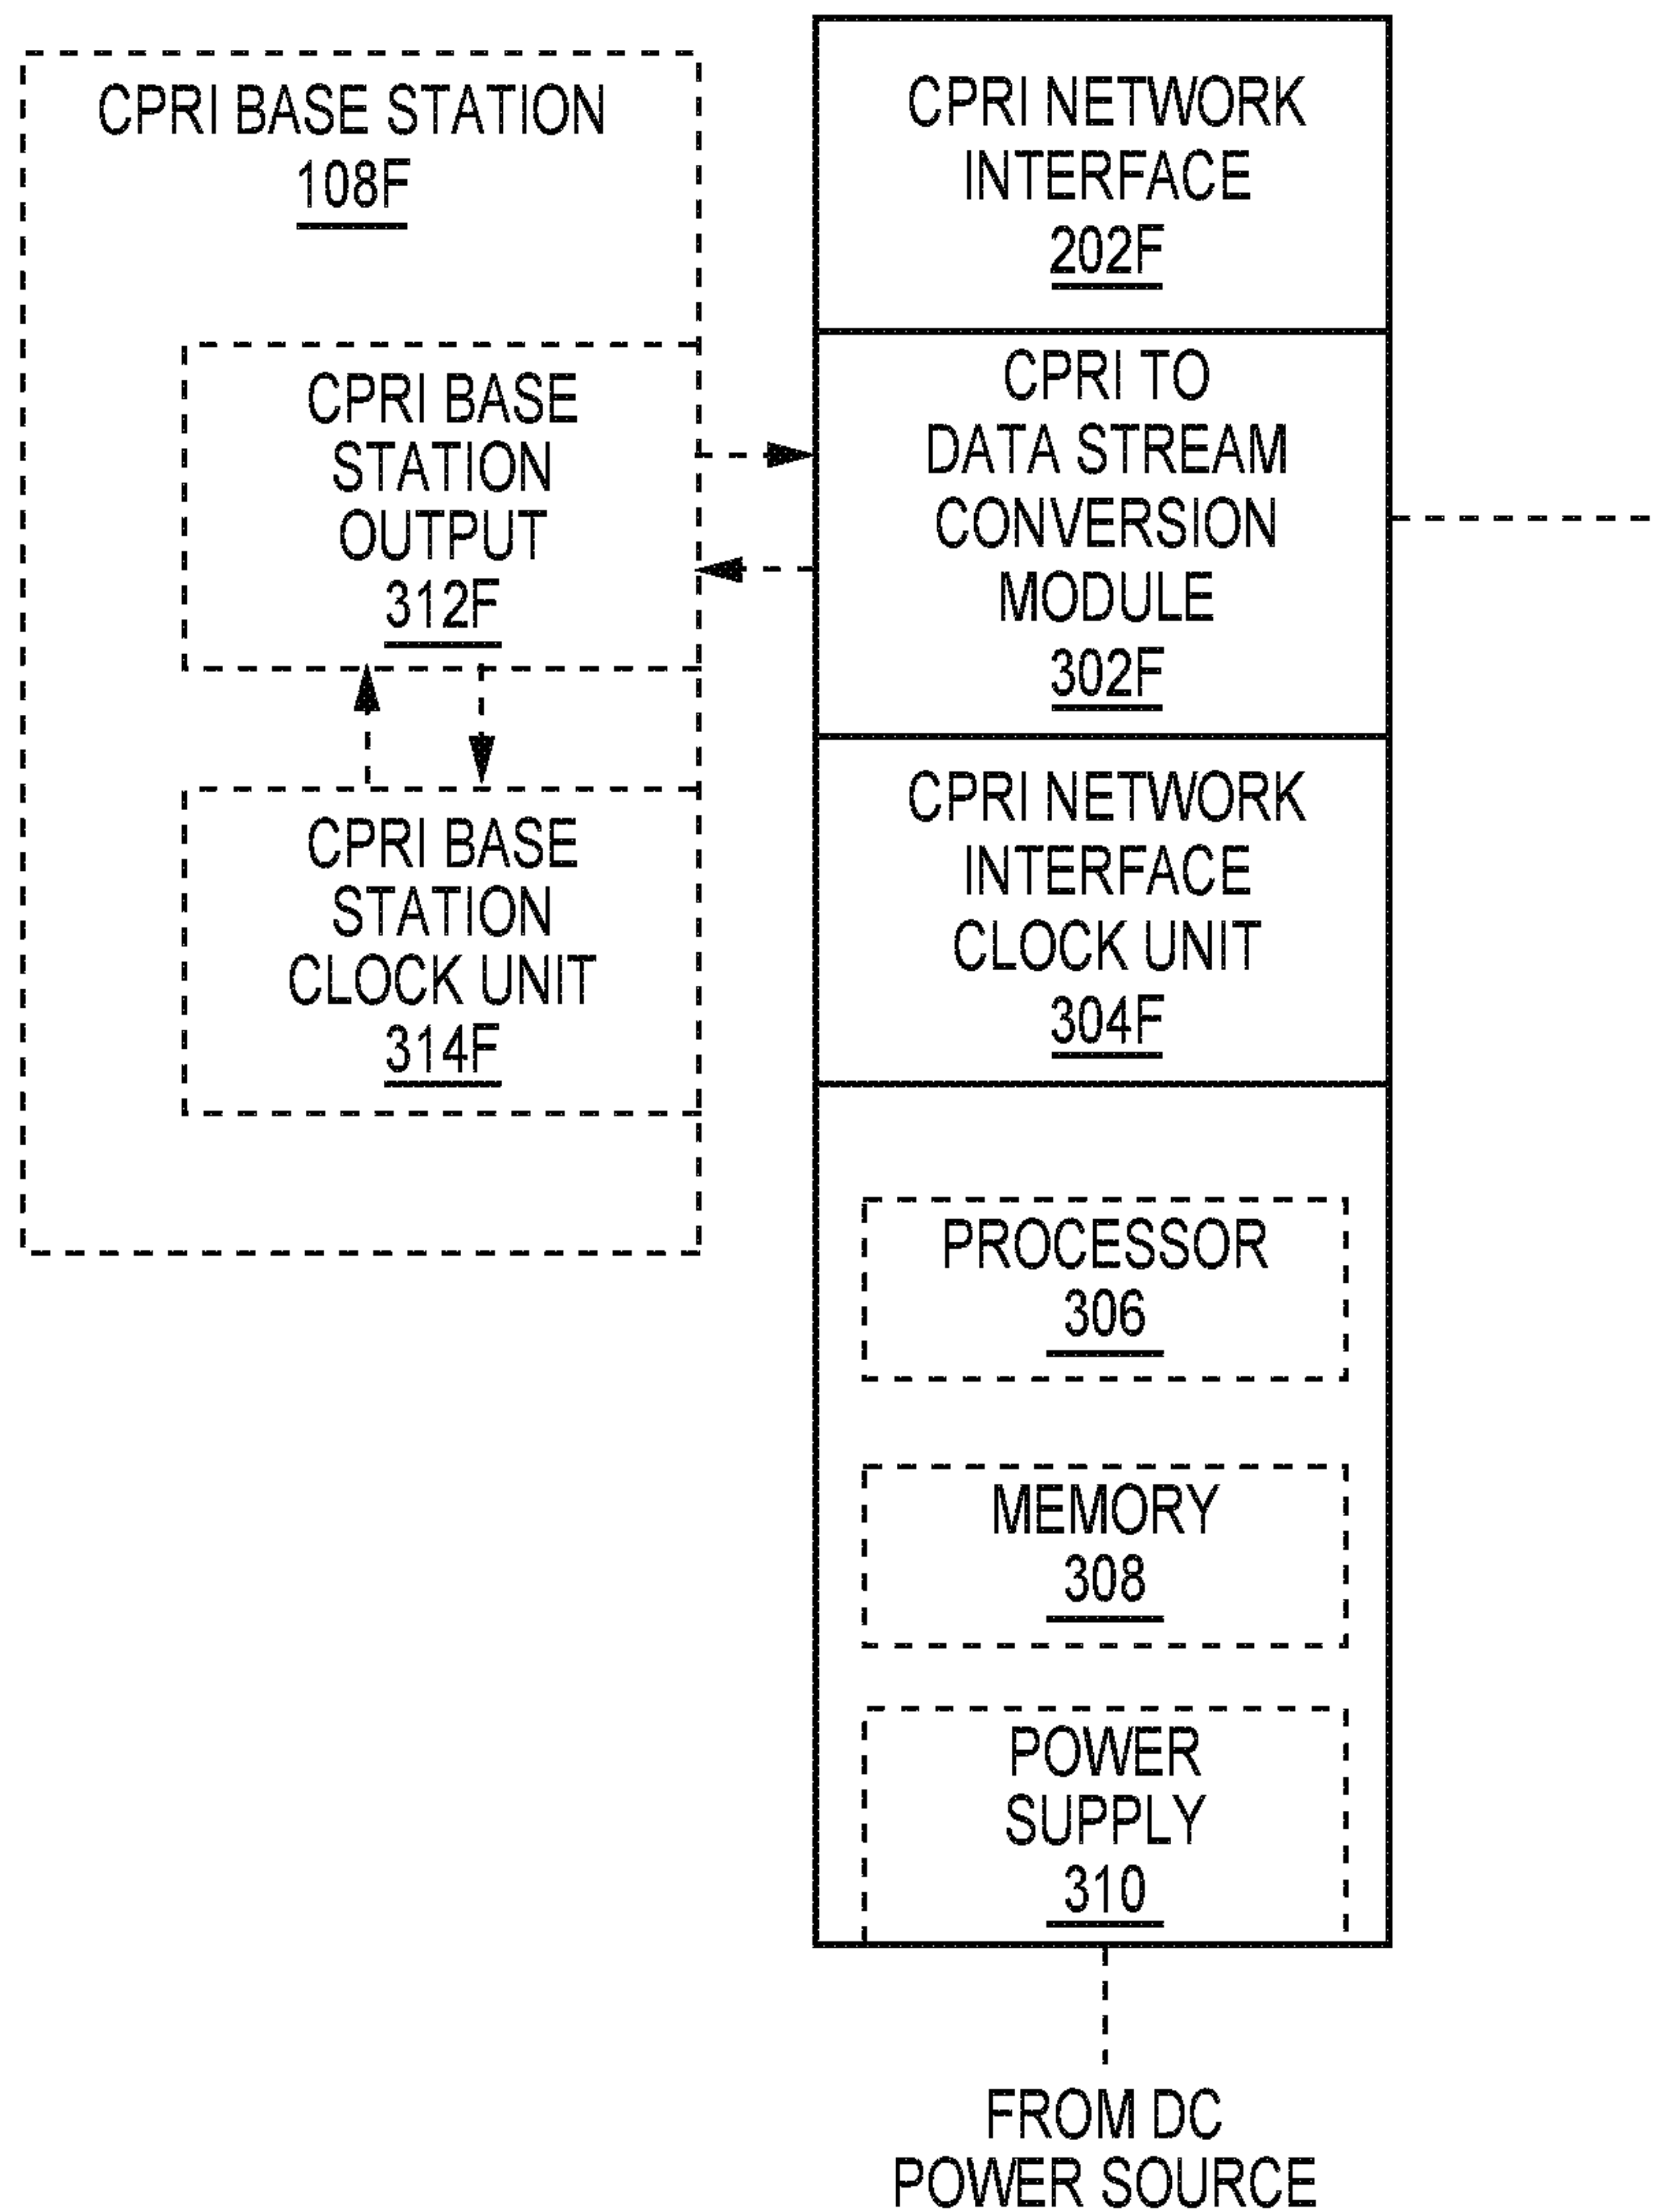 CPRI BASE STATION
108F
CPRI BASE
STATION
OUTPUT
312F
CPRI BASE
STATION
CLOCK UNIT
314F
CPRI NETWORK
INTERFACE
202F
CPRI TO
DATA STREAM
CONVERSION
MODULE
302F
CPRI NETWORK
INTERFACE
CLOCK UNIT
304F
PROCESSOR
306
MEMORY
308
POWER
SUPPLY
310
FROM DC
POWER SOURCE